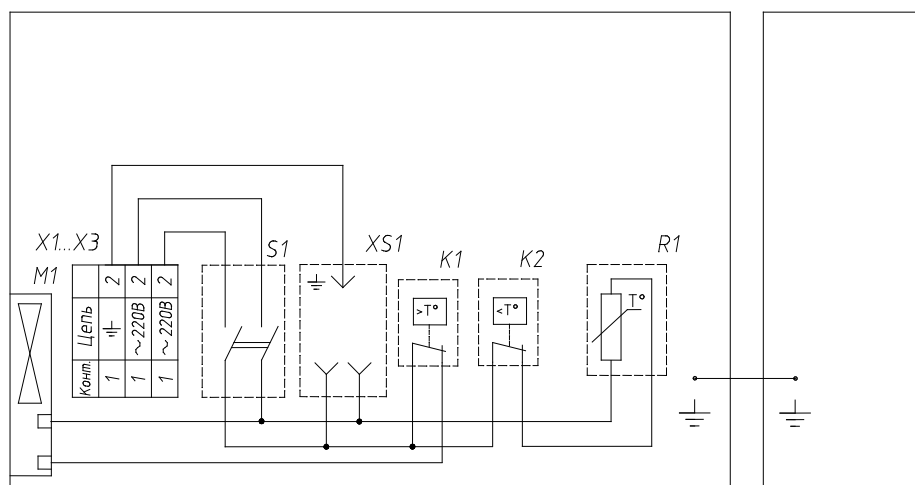 X1...X3
M1
S1
XS1
K1
K2
R1
2
2
2
Цепь
~220В
~220В
Конт.
1
1
1
>T°
<T°
T°